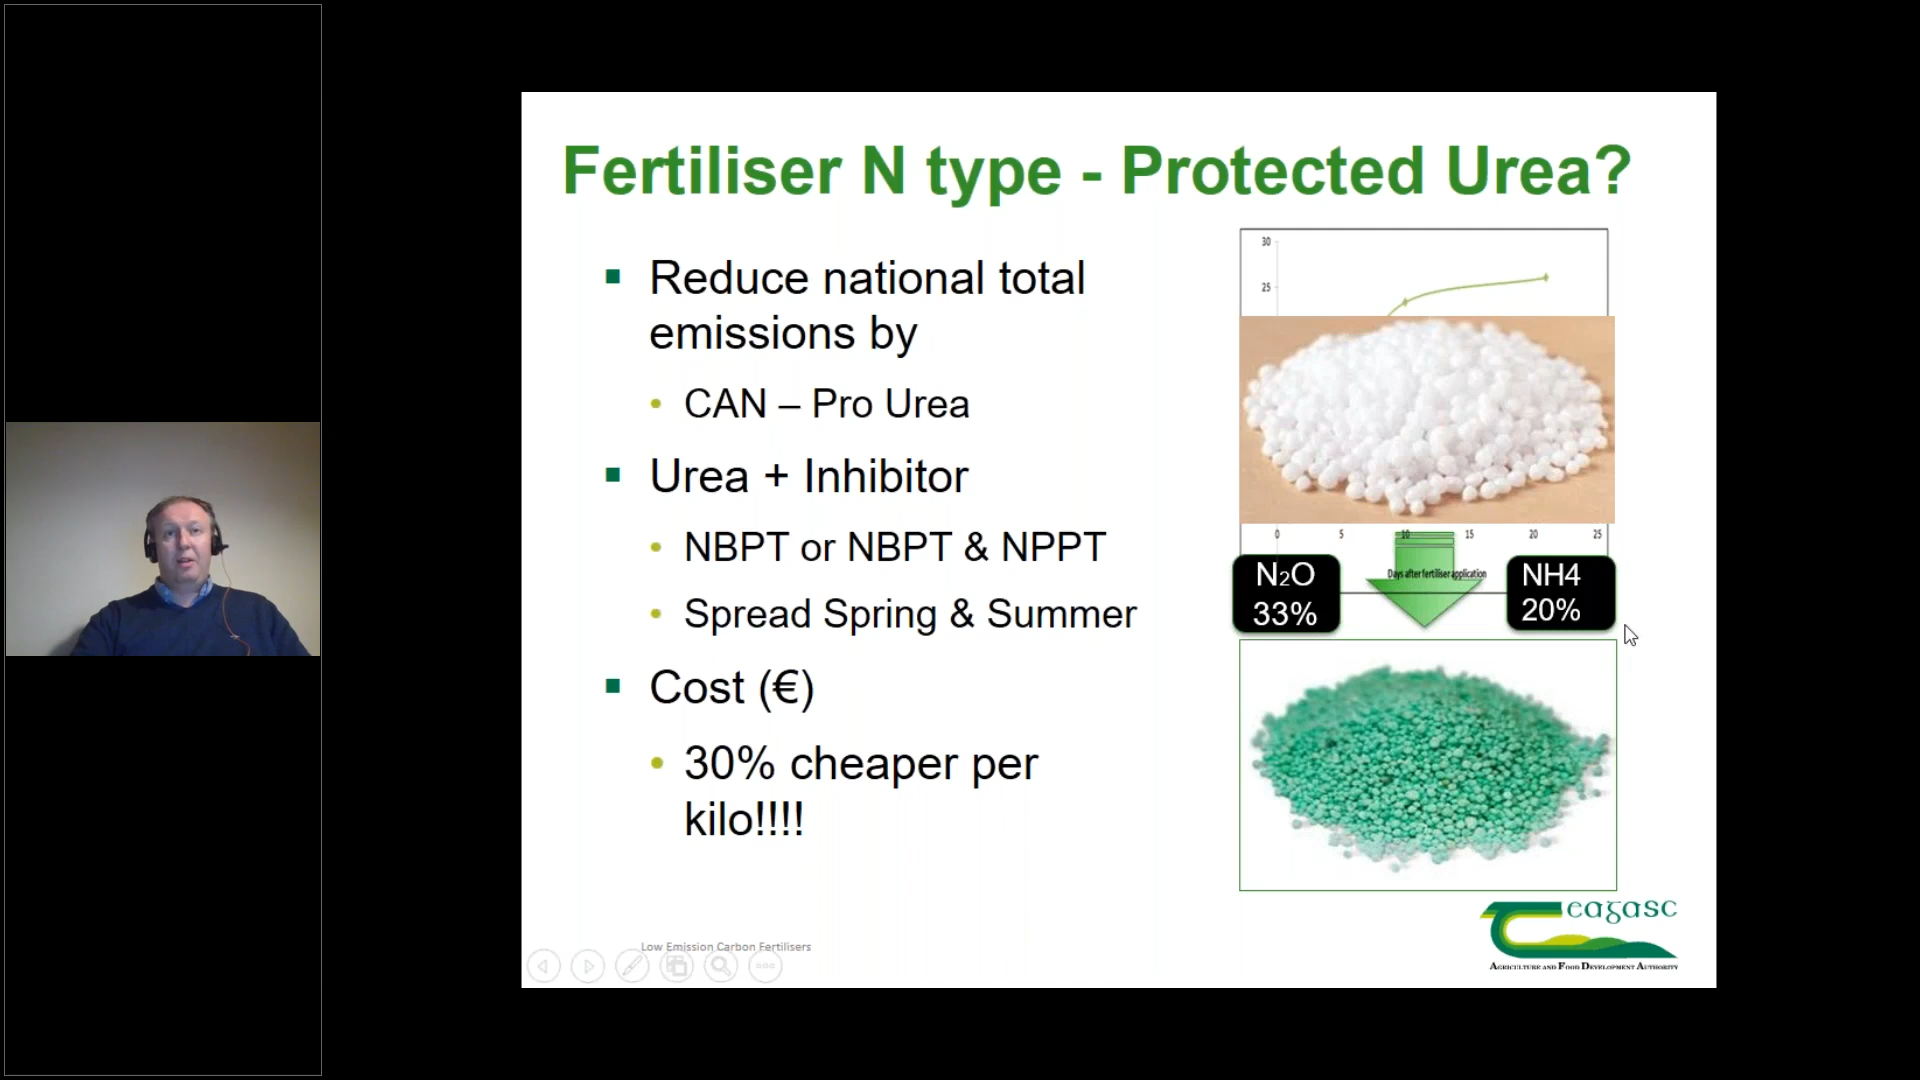 Fertiliser N type - Protected Urea?
Reduce national total
emissions by
CAN – Pro Urea
Urea + Inhibitor
NBPT or NBPT & NPPT
Spread Spring & Summer
Cost (€)
30% cheaper per
kilo!!!!
30
25
0 5 10 15 20 25
Days after fertiliser application
N₂O
33%
NH4
20%
eagasc
AGRICULTURE AND FOOD DEVELOPMENT AUTHORITY
Low Emission Carbon Fertilisers